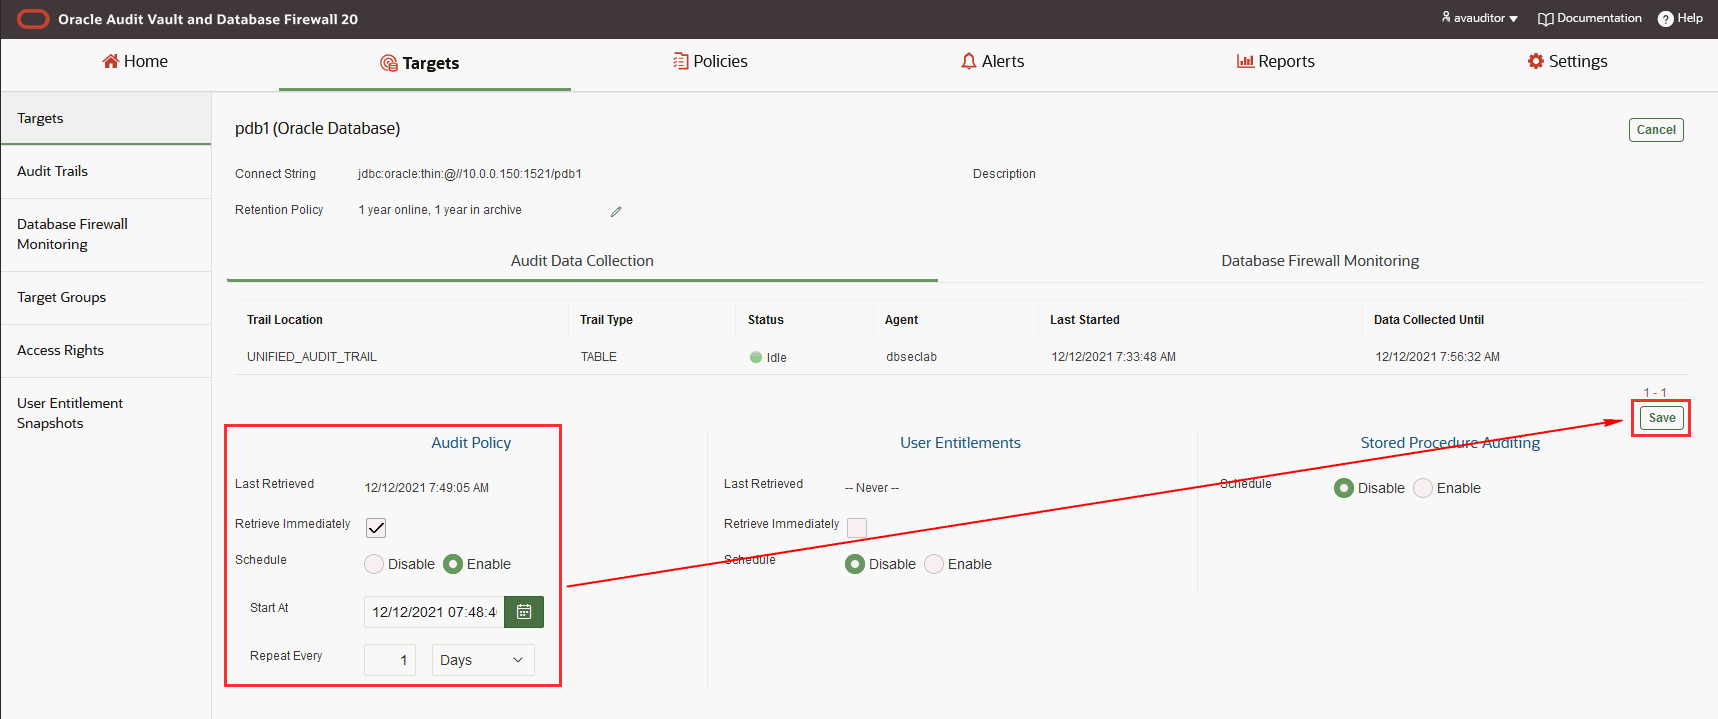 Oracle Audit Vault and Database Firewall 20
avauditor
Documentation
? Help
Home
Targets
Policies
Alerts
Reports
Settings
Targets
Audit Trails
Database Firewall
Monitoring
Target Groups
Access Rights
User Entitlement
Snapshots
pdb1 (Oracle Database)
Cancel
Connect String jdbc:oracle:thin:@//10.0.0.150:1521/pdb1
Description
Retention Policy 1 year online, 1 year in archive
Audit Data Collection
Database Firewall Monitoring
Trail Location Trail Type Status Agent Last Started Data Collected Until
UNIFIED_AUDIT_TRAIL TABLE Idle dbseclab 12/12/2021 7:33:48 AM 12/12/2021 7:56:32 AM
1 - 1
Save
Audit Policy
Last Retrieved 12/12/2021 7:49:05 AM
Retrieve Immediately
Schedule Disable Enable
Start At 12/12/2021 07:48:4
Repeat Every 1 Days
User Entitlements
Last Retrieved -- Never --
Retrieve Immediately
Schedule Disable Enable
Stored Procedure Auditing
Schedule Disable Enable